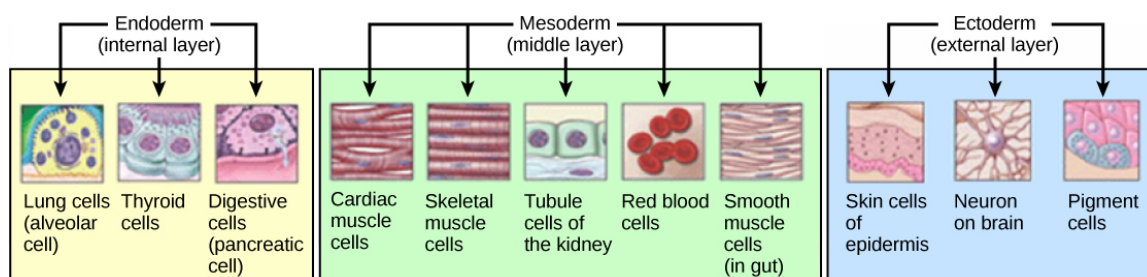 Endoderm
(internal layer)
Mesoderm
(middle layer)
Ectoderm
(external layer)
Lung cells
(alveolar
cell)
Thyroid
cells
Digestive
cells
(pancreatic
cell)
Cardiac
muscle
cells
Skeletal
muscle
cells
Tubule
cells of
the kidney
Red blood
cells
Smooth
muscle
cells
(in gut)
Skin cells
of
epidermis
Neuron
on brain
Pigment
cells